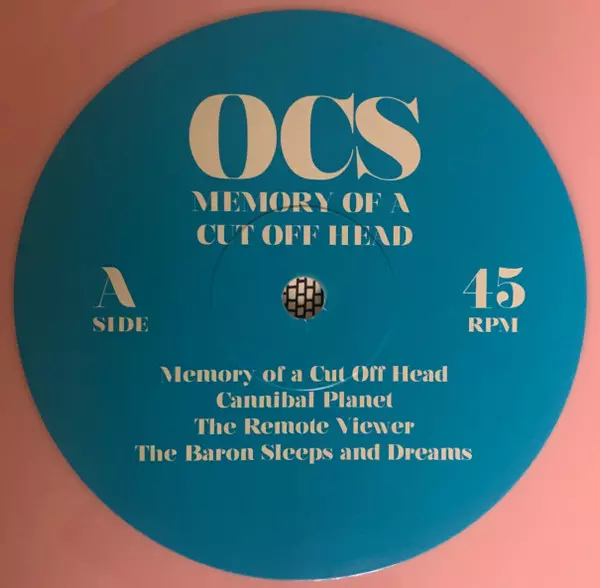 OCS
MEMORY OF A
CUT OFF HEAD
A
SIDE
45
RPM
Memory of a Cut Off Head
Cannibal Planet
The Remote Viewer
The Baron Sleeps and Dreams